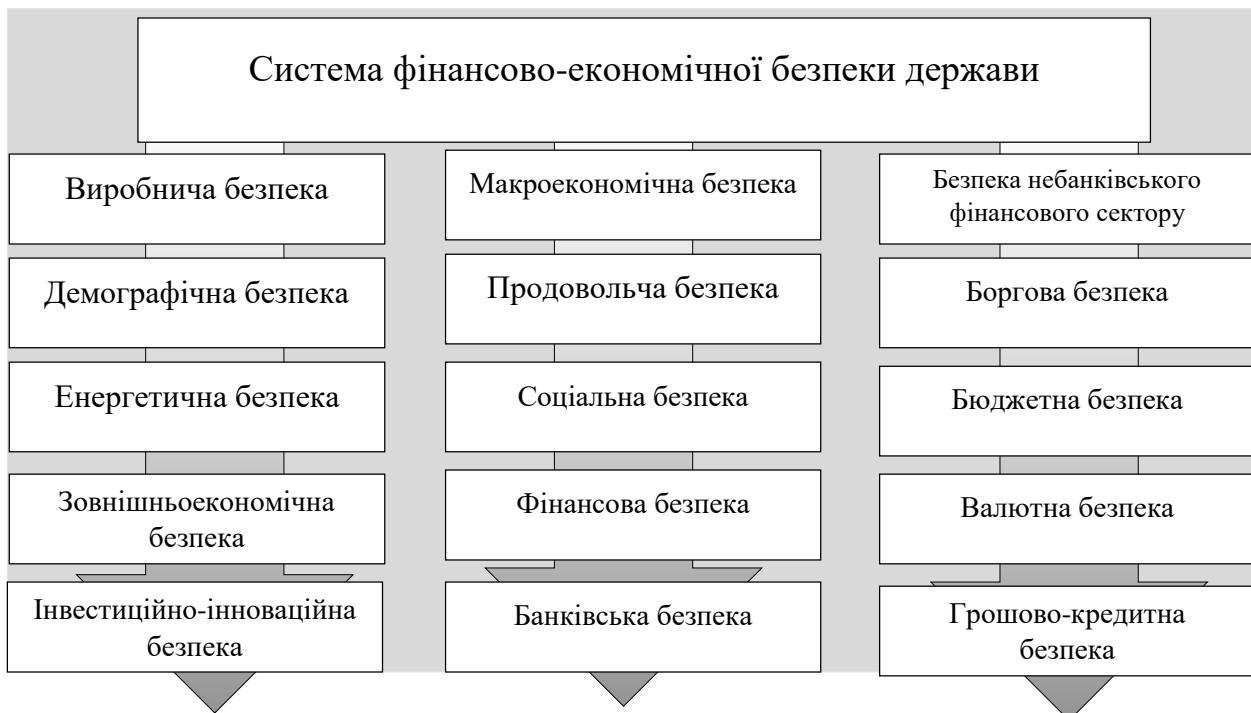 Система фінансово-економічної безпеки держави
Виробнича безпека
Макроекономічна безпека
Безпека небанківського
фінансового сектору
Демографічна безпека
Продовольча безпека
Боргова безпека
Енергетична безпека
Соціальна безпека
Бюджетна безпека
Зовнішньоекономічна
безпека
Фінансова безпека
Валютна безпека
Інвестиційно-інноваційна
безпека
Банківська безпека
Грошово-кредитна
безпека